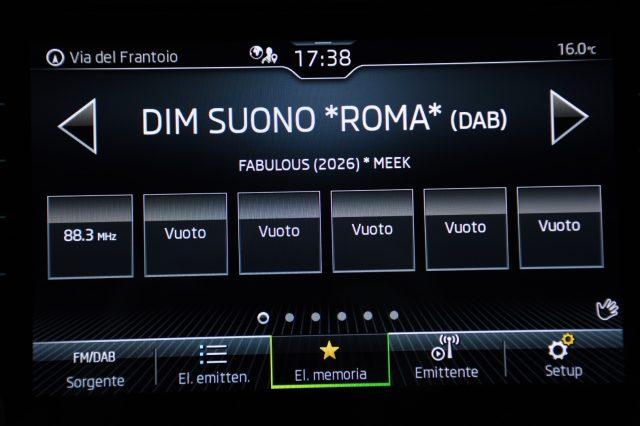 Via del Frantoio
17:38
16.0°C
DIM SUONO *ROMA* (DAB)
FABULOUS (2026) * MEEK
88.3 MHz
Vuoto
Vuoto
Vuoto
Vuoto
Vuoto
FM/DAB
Sorgente
El. emitten.
El. memoria
Emittente
Setup